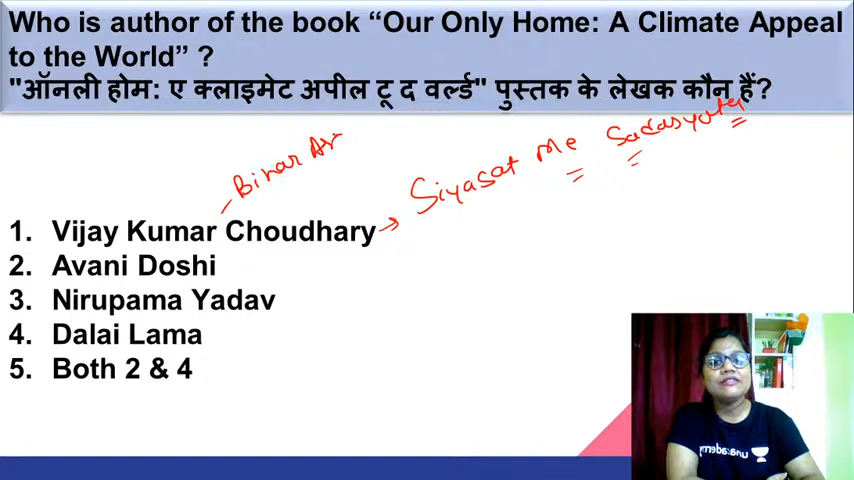 Who is author of the book “Our Only Home: A Climate Appeal
to the World” ?
"ऑनली होम: ए क्लाइमेट अपील टू द वर्ल्ड" पुस्तक के लेखक कौन हैं?
Siyasat Me Sadasyata
- Bihar As
1. Vijay Kumar Choudhary
2. Avani Doshi
3. Nirupama Yadav
4. Dalai Lama
5. Both 2 & 4
unacademy